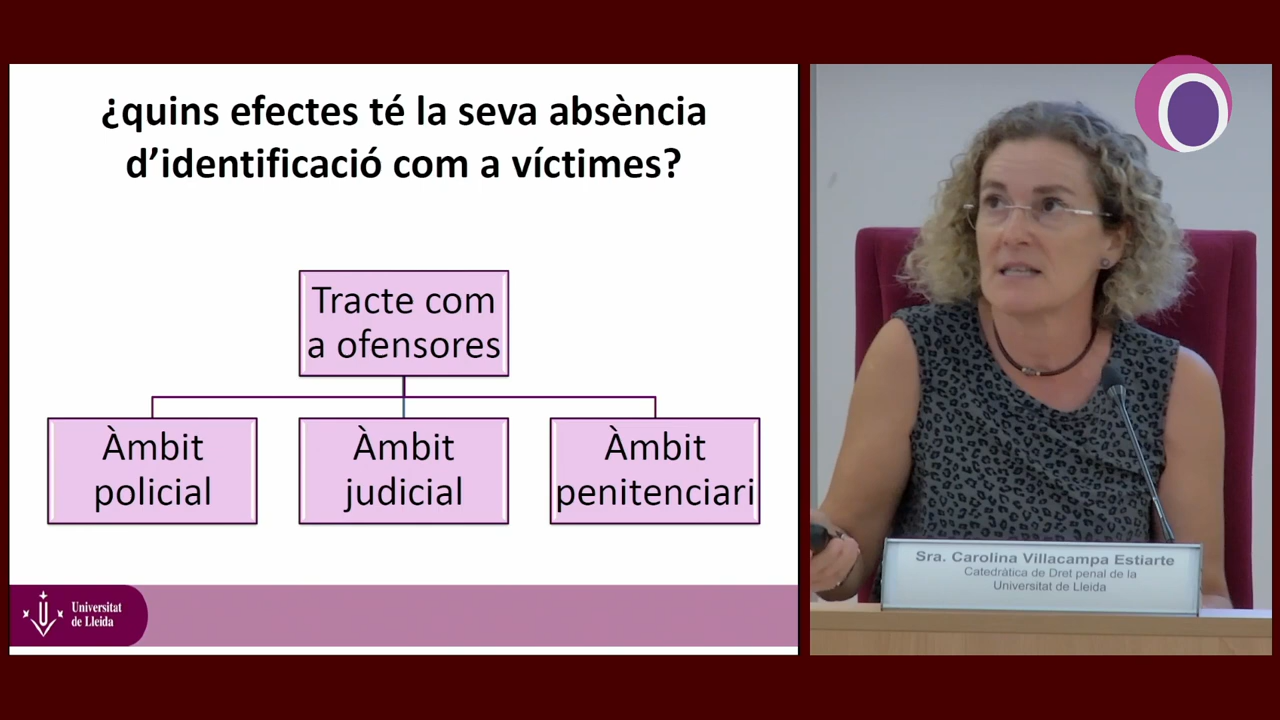 ¿quins efectes té la seva absència
d’identificació com a víctimes?
Tracte com
a ofensores
Àmbit
policial
Àmbit
judicial
Àmbit
penitenciari
Universitat
de Lleida
Sra. Carolina Villacampa Estiarte
Catedràtica de Dret penal de la
Universitat de Lleida